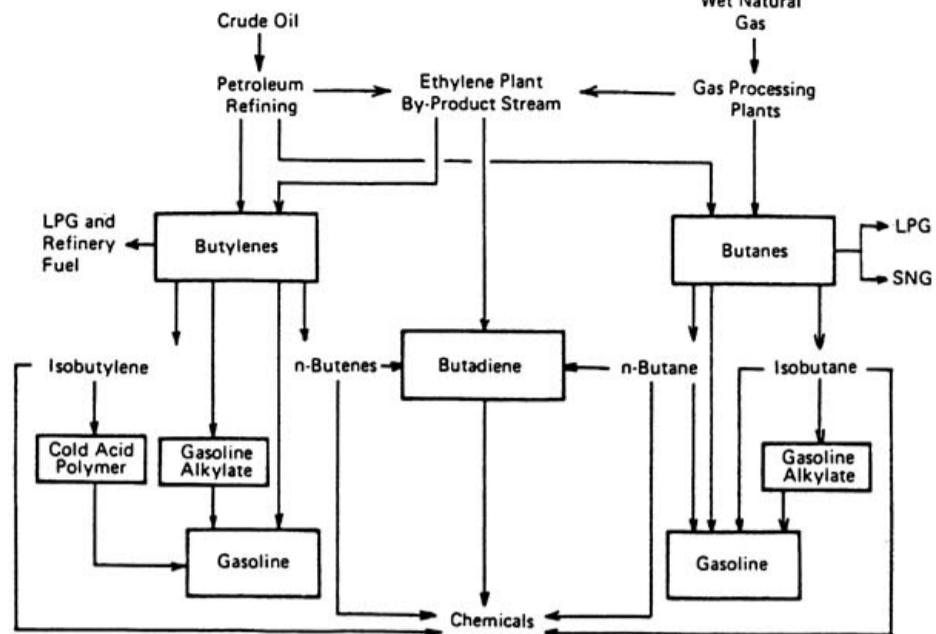 Crude Oil
Wet Natural
Gas
Petroleum
Refining
Ethylene Plant
By-Product Stream
Gas Processing
Plants
LPG and
Refinery
Fuel
Butylenes
Butanes
LPG
SNG
Isobutylene
n-Butenes
Butadiene
n-Butane
Isobutane
Cold Acid
Polymer
Gasoline
Alkylate
Gasoline
Alkylate
Gasoline
Gasoline
Chemicals